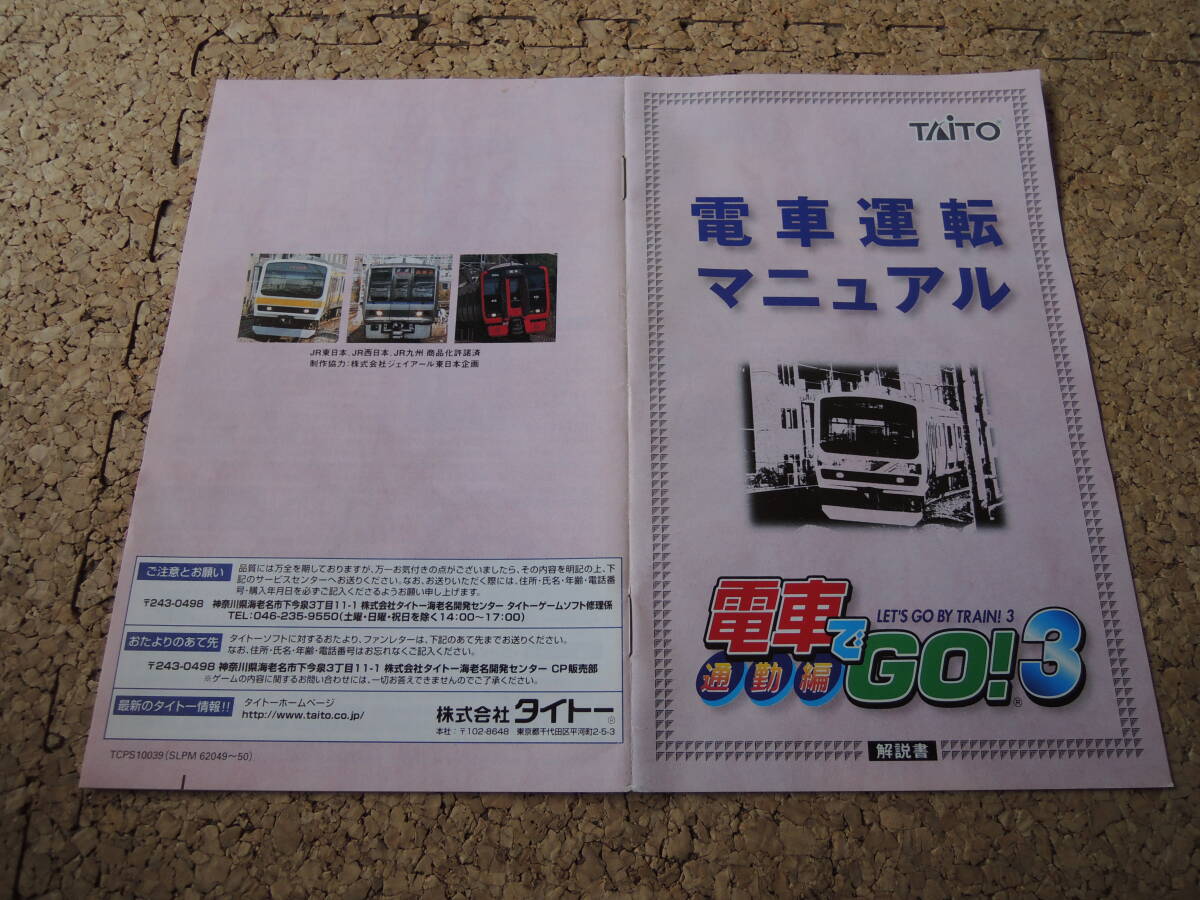 TAITO
電車運転
マニュアル
電車でGO!3
LET'S GO BY TRAIN! 3
通勤編
®
解説書
JR東日本、JR西日本、JR九州 商品化許諾済
制作協力:株式会社ジェイアール東日本企画
ご注意とお願い
品質には万全を期しておりますが、万一お気付きの点がございましたら、その内容を明記の上、下
記のサービスセンターへお送りください。なお、お送りいただく際には、住所・氏名・年齢・電話番
号・購入年月日を必ずご記入くださるようお願い申し上げます。
〒243-0498 神奈川県海老名市下今泉3丁目11-1 株式会社タイトー海老名開発センター タイトーゲームソフト修理係
TEL:046-235-9550(土曜・日曜・祝日を除く14:00〜17:00)
おたよりのあて先
タイトーソフトに対するおたより、ファンレターは、下記のあて先までお送りください。
なお、住所・氏名・年齢・電話番号はお忘れなくご記入ください。
〒243-0498 神奈川県海老名市下今泉3丁目11-1 株式会社タイトー海老名開発センター CP販売部
※ゲームの内容に関するお問い合わせには、一切お答えできませんのでご了承ください。
最新のタイトー情報!!
タイトーホームページ
http://www.taito.co.jp/
株式会社タイトー®
本社:〒102-8648 東京都千代田区平河町2-5-3
TCPS10039(SLPM 62049〜50)